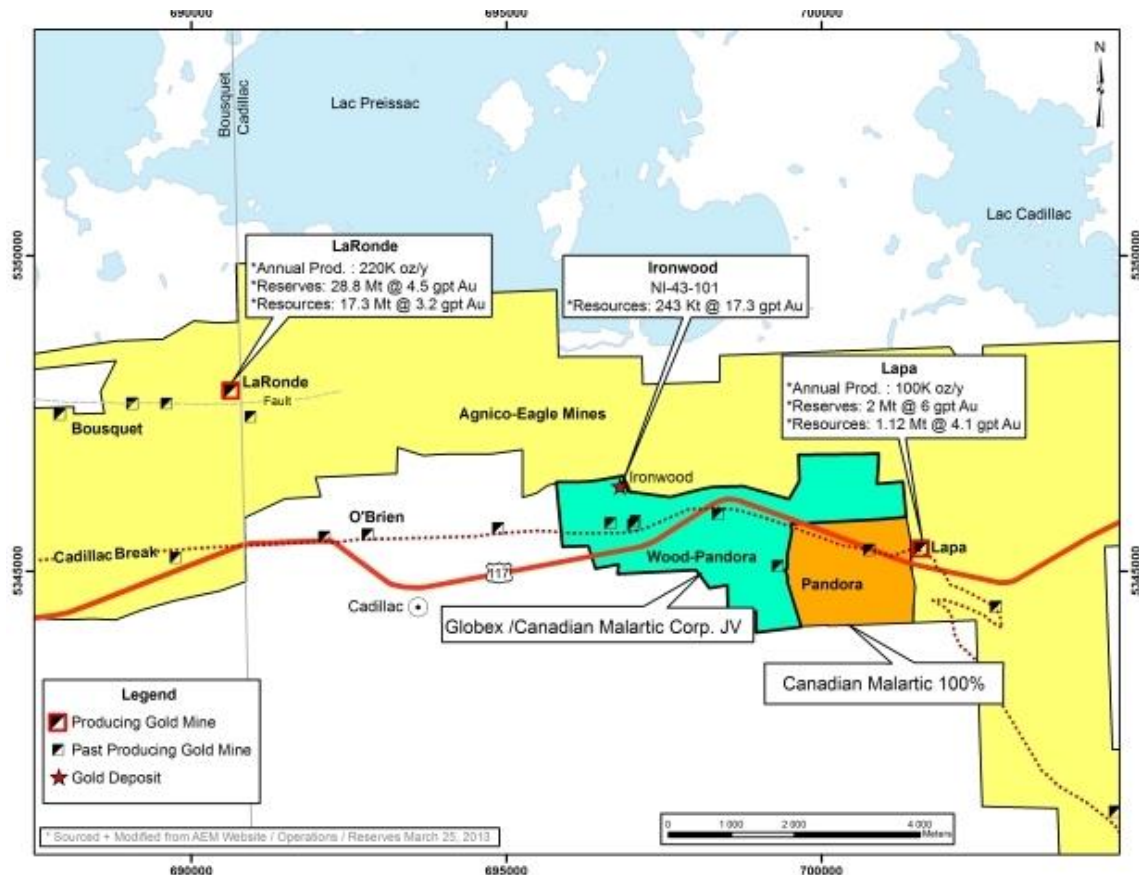 690000
695000
700000
N
Bousquet
Cadillac
Lac Preissac
Lac Cadillac
5350000
5350000
LaRonde
*Annual Prod. : 220K oz/y
*Reserves: 28.8 Mt @ 4.5 gpt Au
*Resources: 17.3 Mt @ 3.2 gpt Au
Ironwood
NI-43-101
*Resources: 243 Kt @ 17.3 gpt Au
Lapa
*Annual Prod. : 100K oz/y
*Reserves: 2 Mt @ 6 gpt Au
*Resources: 1.12 Mt @ 4.1 gpt Au
LaRonde
Fault
Bousquet
Agnico-Eagle Mines
Ironwood
O'Brien
Cadillac Break
Wood-Pandora
Lapa
5345000
5345000
117
Pandora
Cadillac
Globex /Canadian Malartic Corp. JV
Canadian Malartic 100%
Legend
Producing Gold Mine
Past Producing Gold Mine
Gold Deposit
* Sourced + Modified from AEM Website / Operations / Reserves March 25, 2013
0 1 000 2 000 4 000
Meters
690000
695000
700000